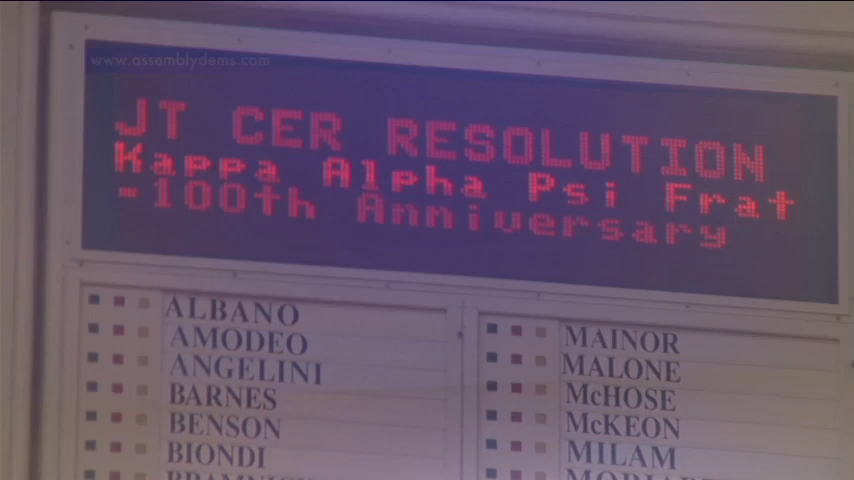 www.assemblydems.com
JT CER RESOLUTION
Kappa Alpha Psi Frat
-100th Anniversary
ALBANO
AMODEO
ANGELINI
BARNES
BENSON
BIONDI
MAINOR
MALONE
McHOSE
McKEON
MILAM